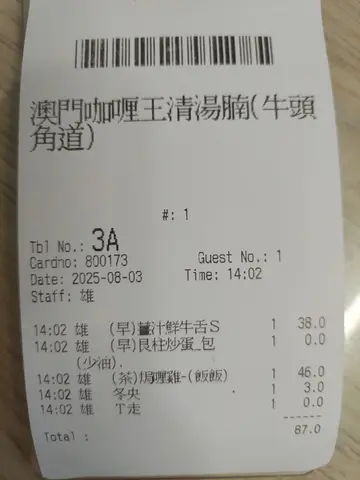 澳門咖喱王清湯腩(牛頭
角道)
#: 1
Tbl No.: 3A
Cardno: 800173 Guest No.: 1
Date: 2025-08-03 Time: 14:02
Staff: 雄
14:02 雄 (早)薑汁鮮牛舌S 1 38.0
14:02 雄 (早)艮柱炒蛋_包 1 0.0
(少油).
14:02 雄 (茶)焗喱雞-(飯飯) 1 46.0
14:02 雄 冬央 1 3.0
14:02 雄 T走 1 0.0
------
Total : 87.0